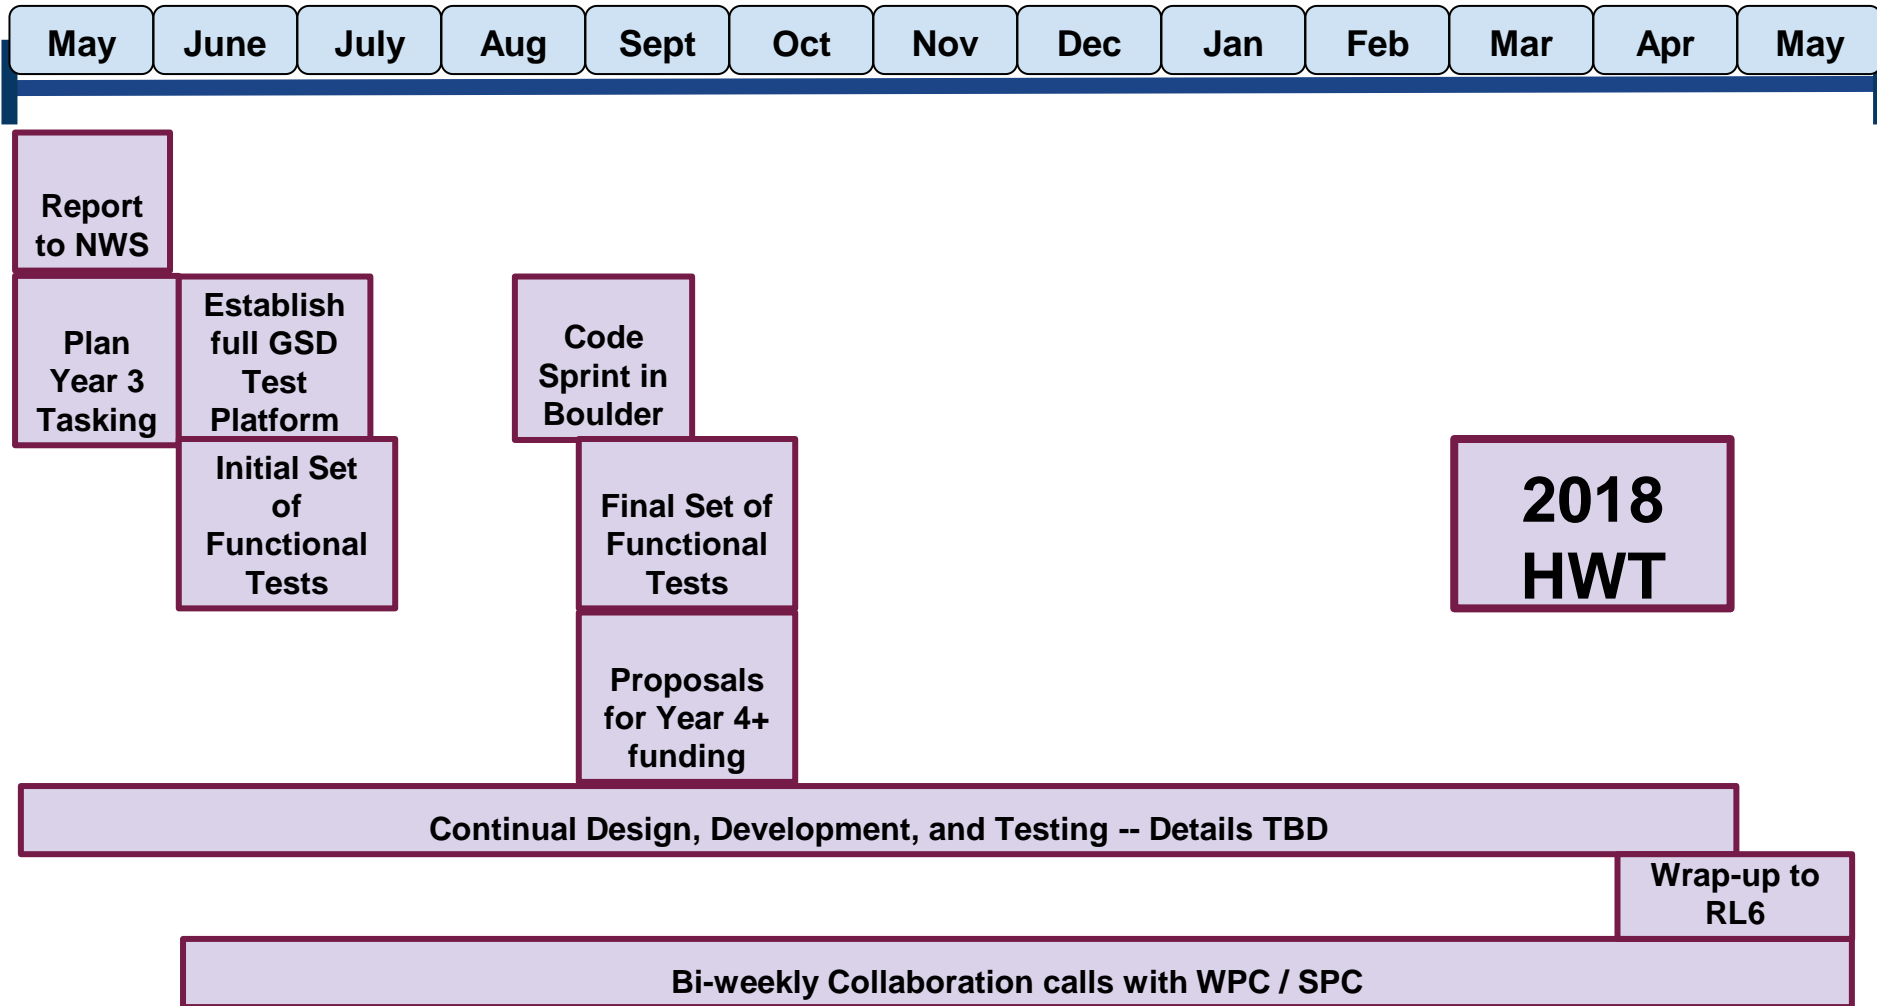 May June July Aug Sept Oct Nov Dec Jan Feb Mar Apr May
Report
to NWS
Plan
Year 3
Tasking
Establish
full GSD
Test
Platform
Initial Set
of
Functional
Tests
Code
Sprint in
Boulder
Final Set of
Functional
Tests
Proposals
for Year 4+
funding
2018
HWT
Continual Design, Development, and Testing -- Details TBD
Wrap-up to
RL6
Bi-weekly Collaboration calls with WPC / SPC